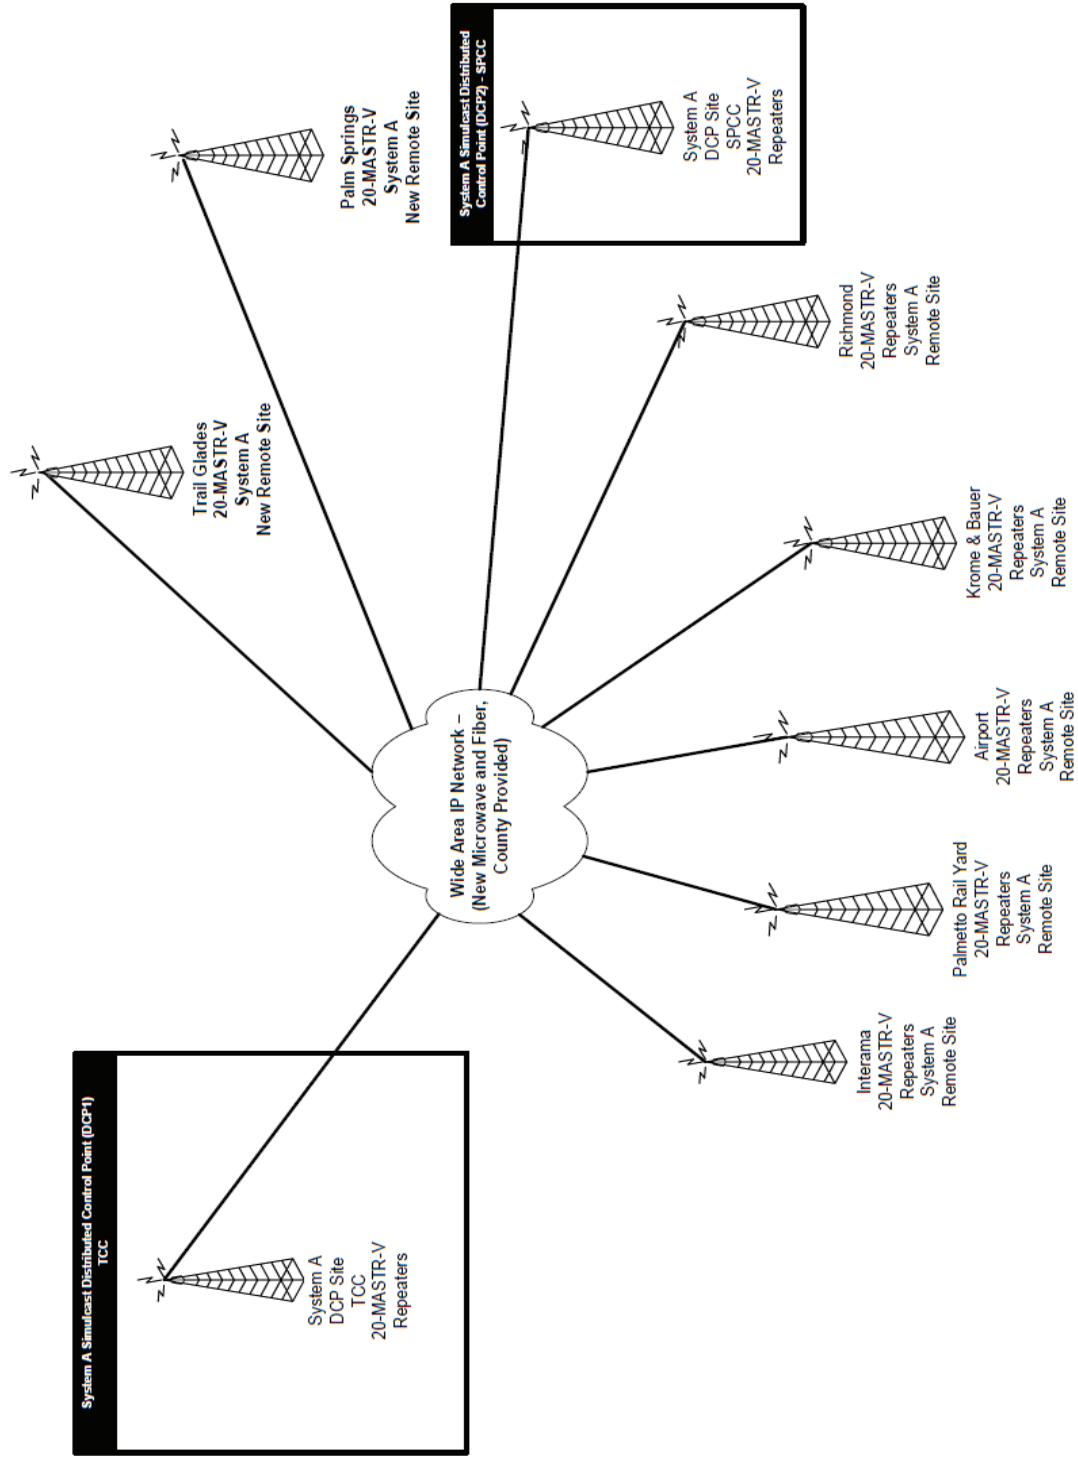 System A Simulcast Distributed Control Point (DCP1)
TCC
System A
DCP Site
TCC
20-MASTR-V
Repeaters
Trail Glades
20-MASTR-V
System A
New Remote Site
Palm Springs
20-MASTR-V
System A
New Remote Site
System A Simulcast Distributed
Control Point (DCP2) - SPCC
System A
DCP Site
SPCC
20-MASTR-V
Repeaters
Wide Area IP Network –
(New Microwave and Fiber,
County Provided)
Interama
20-MASTR-V
Repeaters
System A
Remote Site
Palmetto Rail Yard
20-MASTR-V
Repeaters
System A
Remote Site
Airport
20-MASTR-V
Repeaters
System A
Remote Site
Krome & Bauer
20-MASTR-V
Repeaters
System A
Remote Site
Richmond
20-MASTR-V
Repeaters
System A
Remote Site